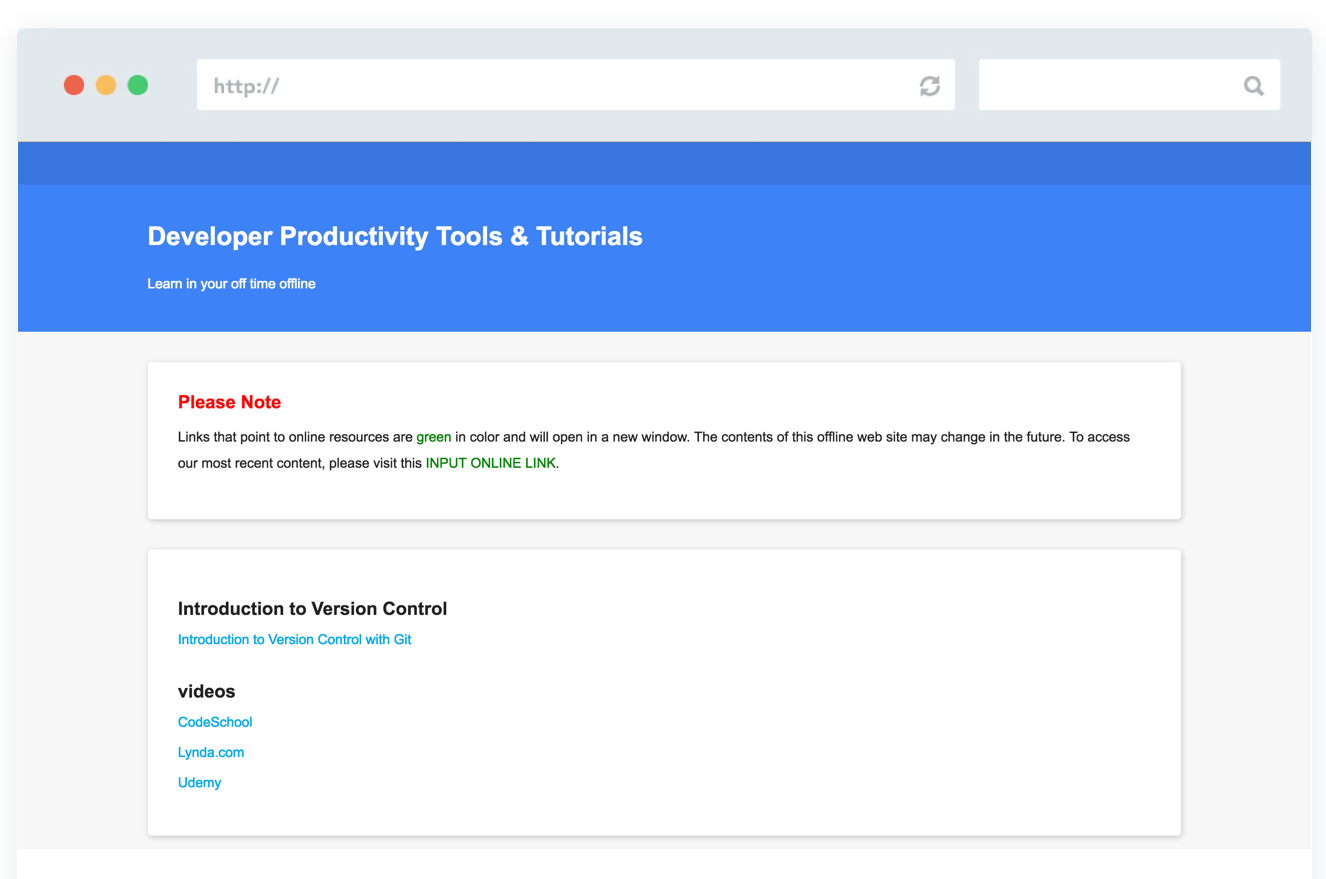 http://
Developer Productivity Tools & Tutorials
Learn in your off time offline
Please Note
Links that point to online resources are green in color and will open in a new window. The contents of this offline web site may change in the future. To access
our most recent content, please visit this INPUT ONLINE LINK.
Introduction to Version Control
Introduction to Version Control with Git
videos
CodeSchool
Lynda.com
Udemy